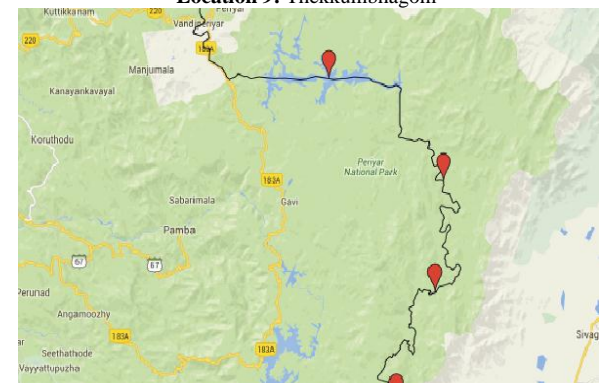 Location 9: Thekkumbhagom
Kuttikkanam
220
Periyar
Vandiperiyar
220
183A
Manjumala
Kanayankavayal
Koruthodu
Periyar
National Park
183A
Sabarimala
Gavi
Pamba
67
67
Perunad
Angamoozhy
183A
183A
Sivag
Seethathode
Vayyattupuzha